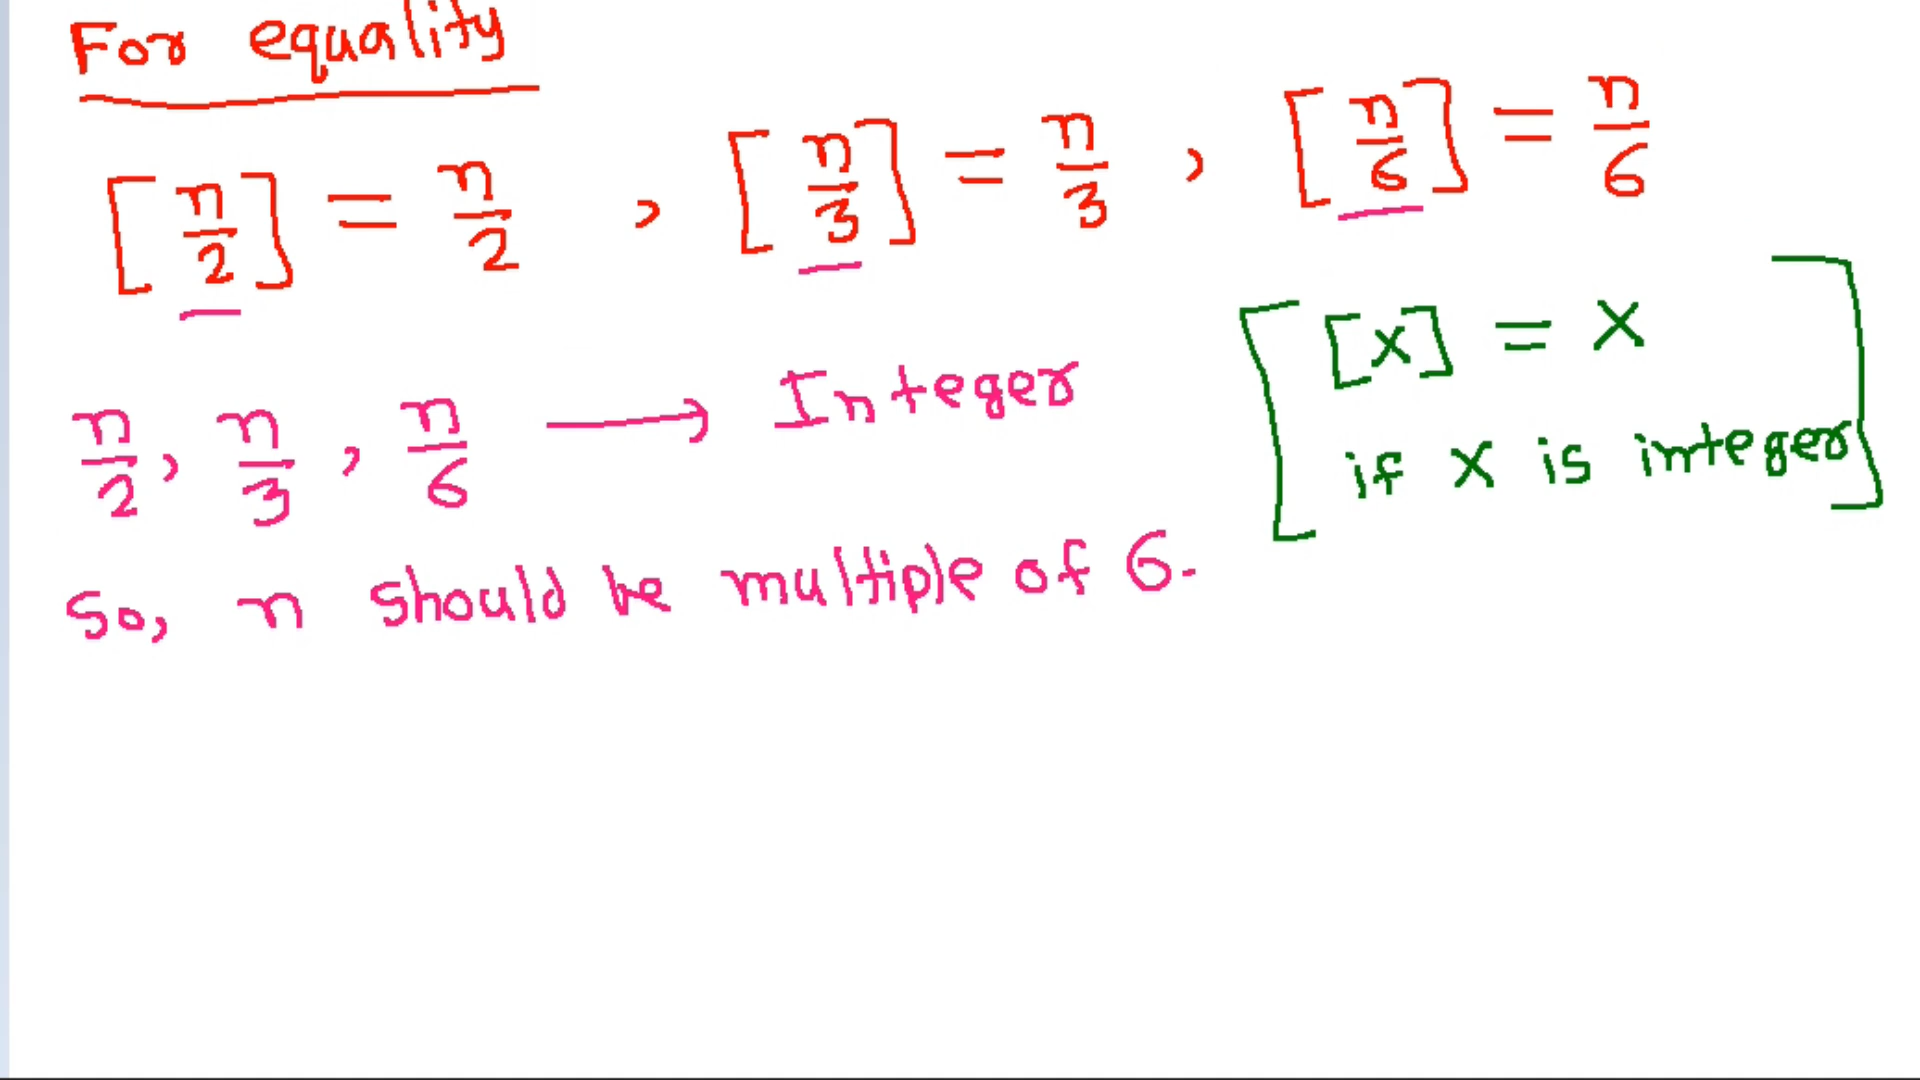 For equality
[n/2] = n/2 , [n/3] = n/3 , [n/6] = n/6
[ [x] = x
if x is integer ]
n/2, n/3, n/6 → Integer
So, n should be multiple of 6.